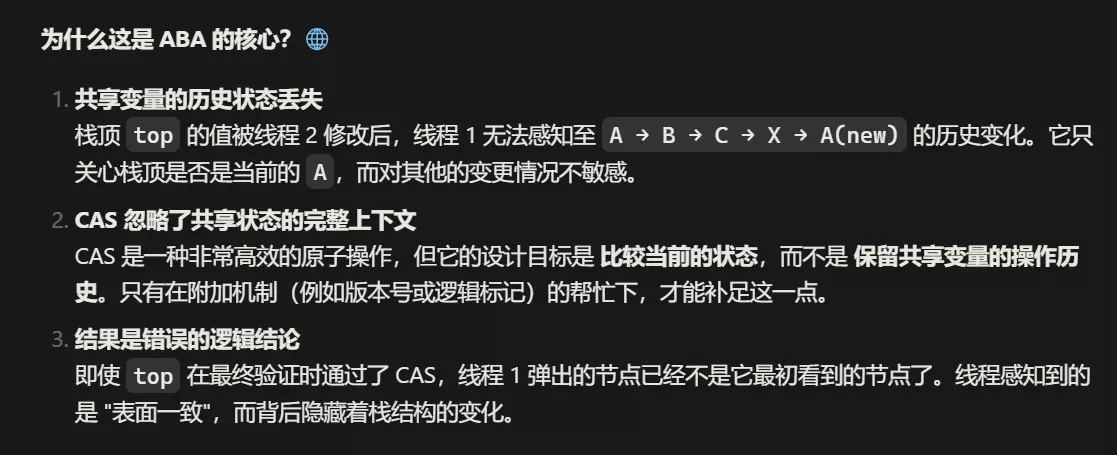 为什么这是 ABA 的核心？ 🌐
1. 共享变量的历史状态丢失
栈顶 top 的值被线程 2 修改后，线程 1 无法感知至 A → B → C → X → A(new) 的历史变化。它只
关心栈顶是否是当前的 A，而对其他的变更情况不敏感。
2. CAS 忽略了共享状态的完整上下文
CAS 是一种非常高效的原子操作，但它的设计目标是 比较当前的状态，而不是 保留共享变量的操作历
史。只有在附加机制（例如版本号或逻辑标记）的帮忙下，才能补足这一点。
3. 结果是错误的逻辑结论
即使 top 在最终验证时通过了 CAS，线程 1 弹出的节点已经不是它最初看到的节点了。线程感知到的
是 "表面一致"，而背后隐藏着栈结构的变化。